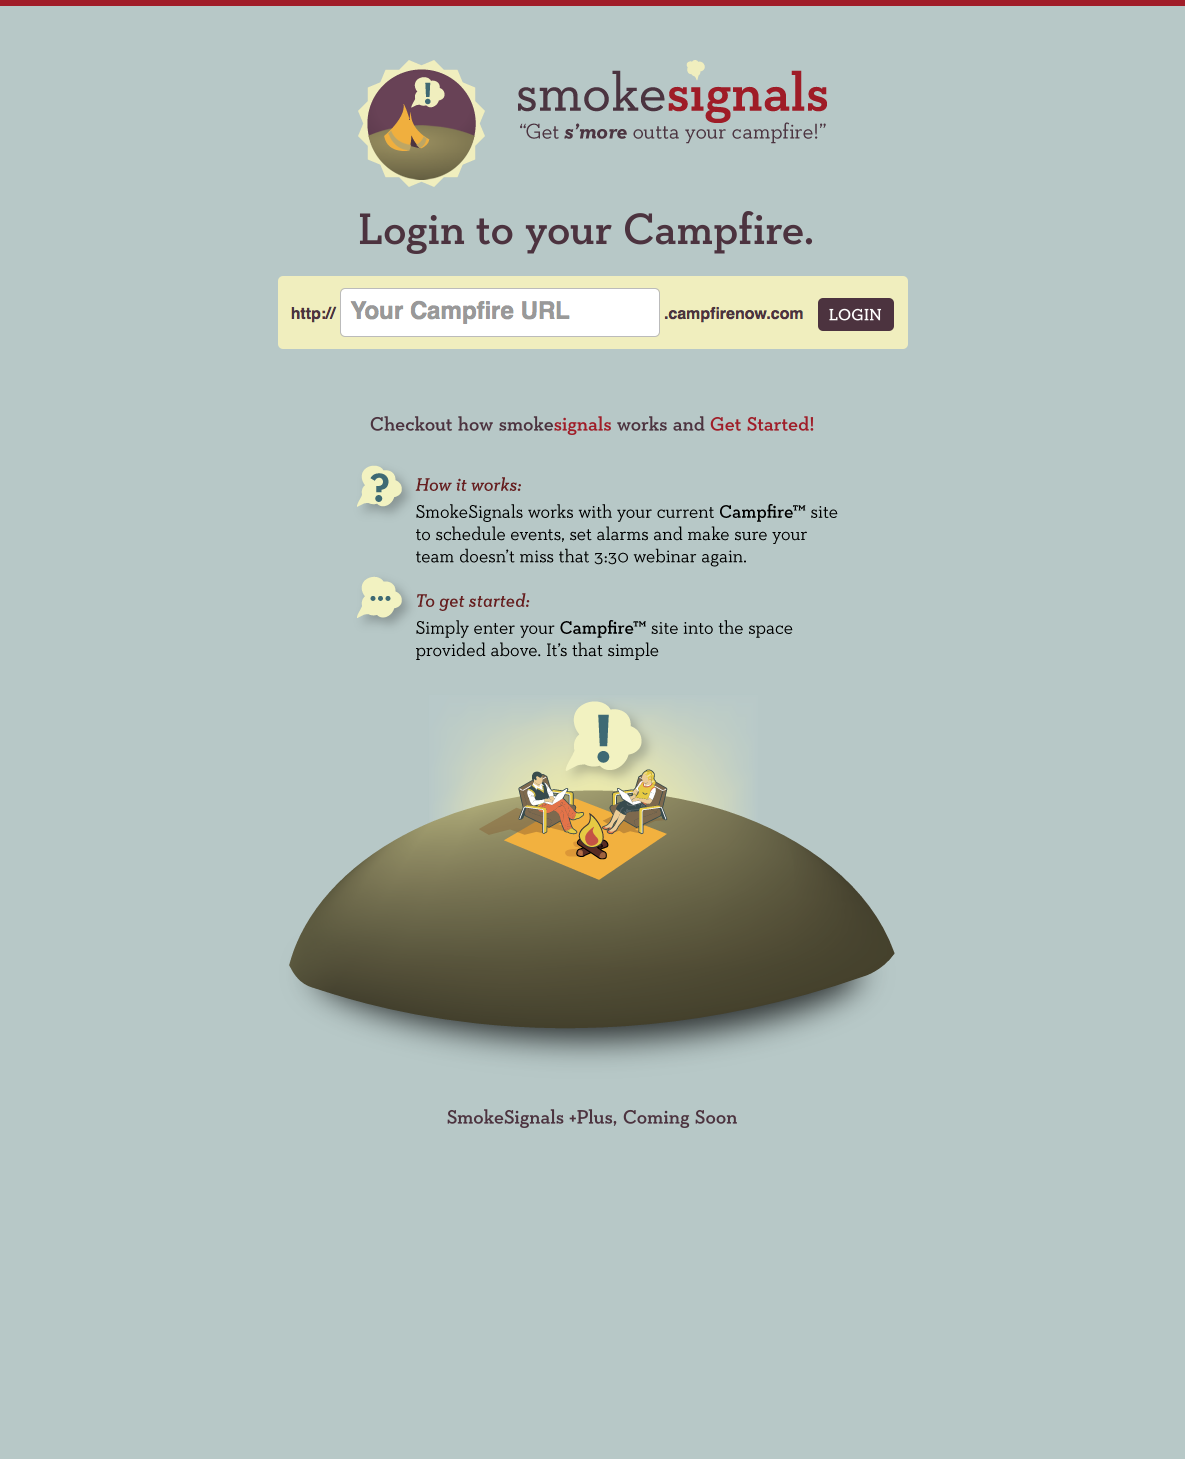 !
smokesignals
“Get s’more outta your campfire!”
Login to your Campfire.
http:// Your Campfire URL .campfirenow.com LOGIN
Checkout how smokesignals works and Get Started!
?
How it works:
SmokeSignals works with your current Campfire™ site
to schedule events, set alarms and make sure your
team doesn’t miss that 3:30 webinar again.
...
To get started:
Simply enter your Campfire™ site into the space
provided above. It’s that simple
!
SmokeSignals +Plus, Coming Soon